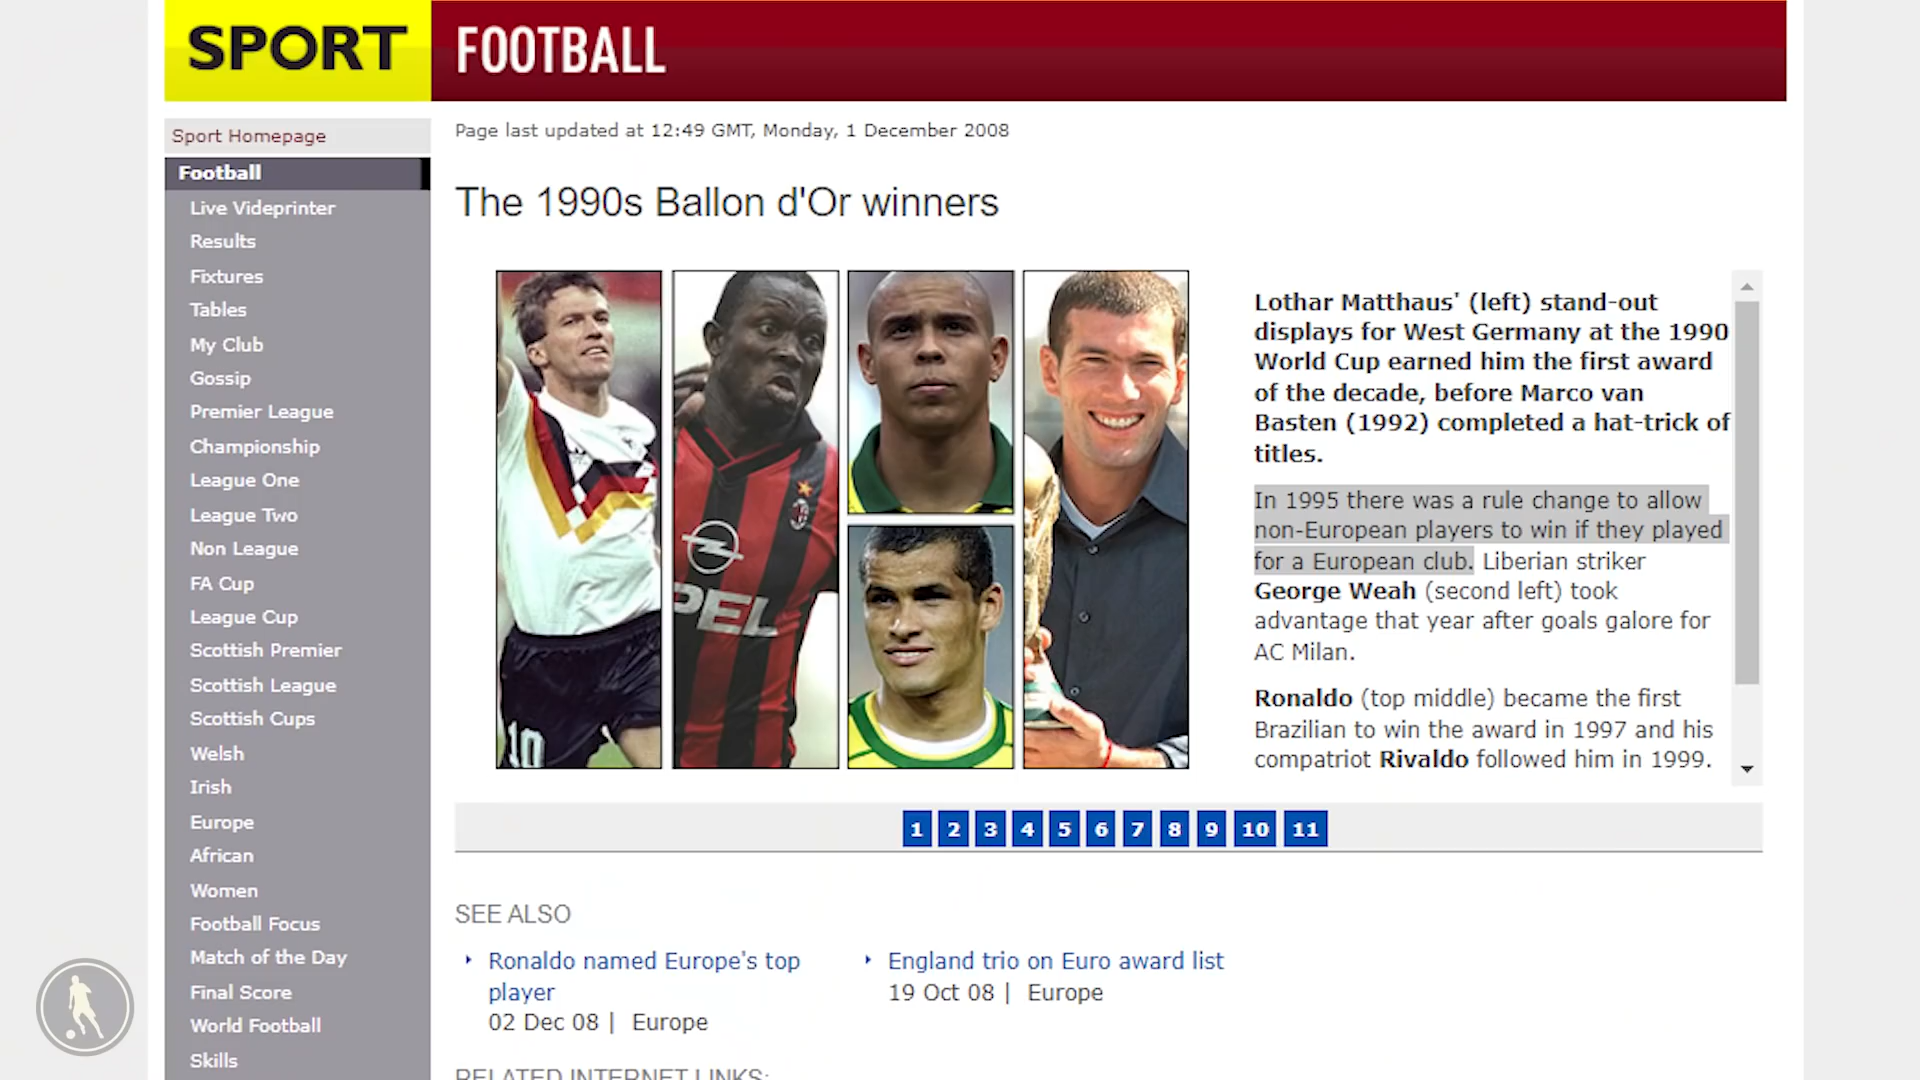 SPORT
FOOTBALL
Sport Homepage
Football
Live Videprinter
Results
Fixtures
Tables
My Club
Gossip
Premier League
Championship
League One
League Two
Non League
FA Cup
League Cup
Scottish Premier
Scottish League
Scottish Cups
Welsh
Irish
Europe
African
Women
Football Focus
Match of the Day
Final Score
World Football
Skills
Page last updated at 12:49 GMT, Monday, 1 December 2008
The 1990s Ballon d'Or winners
OPEL
10
Lothar Matthaus' (left) stand-out
displays for West Germany at the 1990
World Cup earned him the first award
of the decade, before Marco van
Basten (1992) completed a hat-trick of
titles.
In 1995 there was a rule change to allow
non-European players to win if they played
for a European club. Liberian striker
George Weah (second left) took
advantage that year after goals galore for
AC Milan.
Ronaldo (top middle) became the first
Brazilian to win the award in 1997 and his
compatriot Rivaldo followed him in 1999.
1 2 3 4 5 6 7 8 9 10 11
SEE ALSO
Ronaldo named Europe's top
player
02 Dec 08 | Europe
England trio on Euro award list
19 Oct 08 | Europe
RELATED INTERNET LINKS: